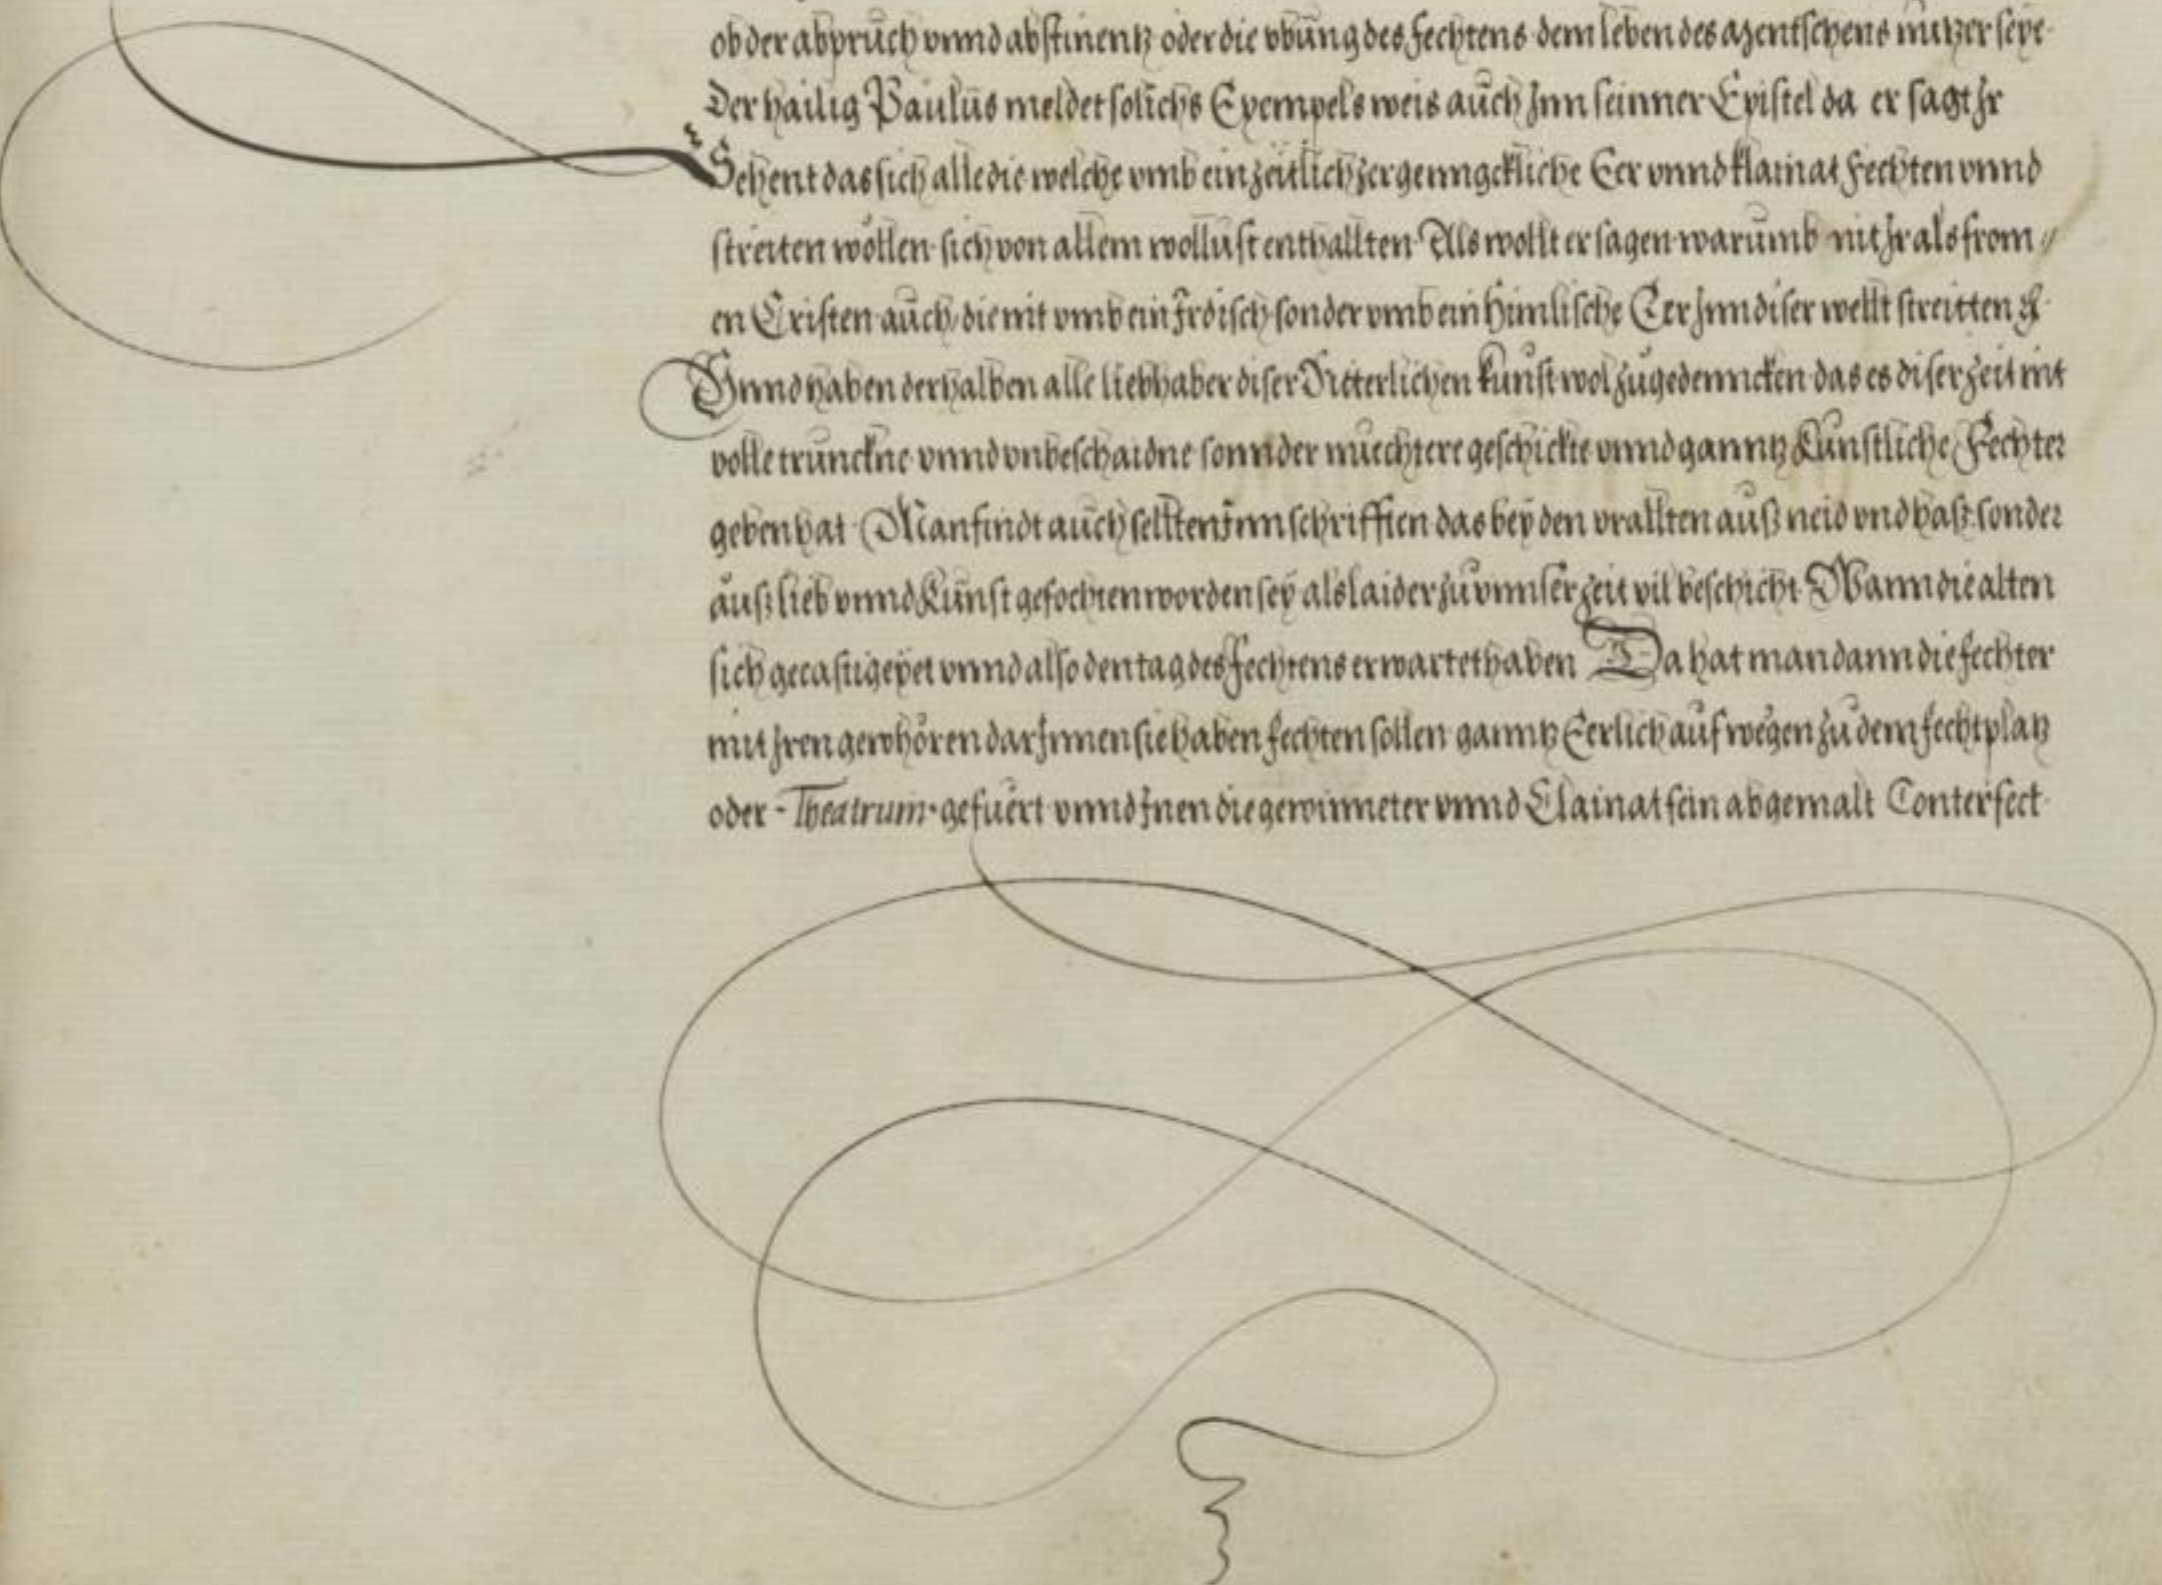 ob der abpruch vnnd abstinentz oder die vbung des fechtens dem leben des Mentschens nutzer seye
Der hailig Paulus meldet solichs Exempels weis auch Jnn seinner Epistel da er sagt Jr
Sehent das sich alle die welche vmb ein zeitlich zergenngckliche Eer vnnd klainat fechten vnnd
streiten wöllen sich von allem wollust enthallten Als wollt er sagen warumb nit Jr als from //
en Cristen auch die nit vmb ein Jrdisch sonder vmb ein himlische Eer Jnn diser wellt streitten
Vnnd haben derhalben alle liebhaber diser Ritterlichen kunst wol zugedennncken das es diser zeit nit
volle trunckne vnnd vnbeschaidne sonnder nuechtere geschickte vnnd ganntz Kunstliche Fechter
geben hat Man findt auch sellten Jnn schrifften das bey den vrallten auß neid vnd haß sonder
auß lieb vnnd Kunst gefochten worden sey als laider zu vnnser zeit vil beschicht Wann die alten
sich gecastigeyet vnnd also den tag des fechtens erwartet haben Da hat man dann die fechter
mit Jren gewhören dar Jnnen sie haben fechten sollen ganntz Eerlich auf wegen zu dem fechtplatz
oder - Theatrum - gefuert vnnd Jnen die gewinneter vnnd Clainat fein abgemalt Conterfect